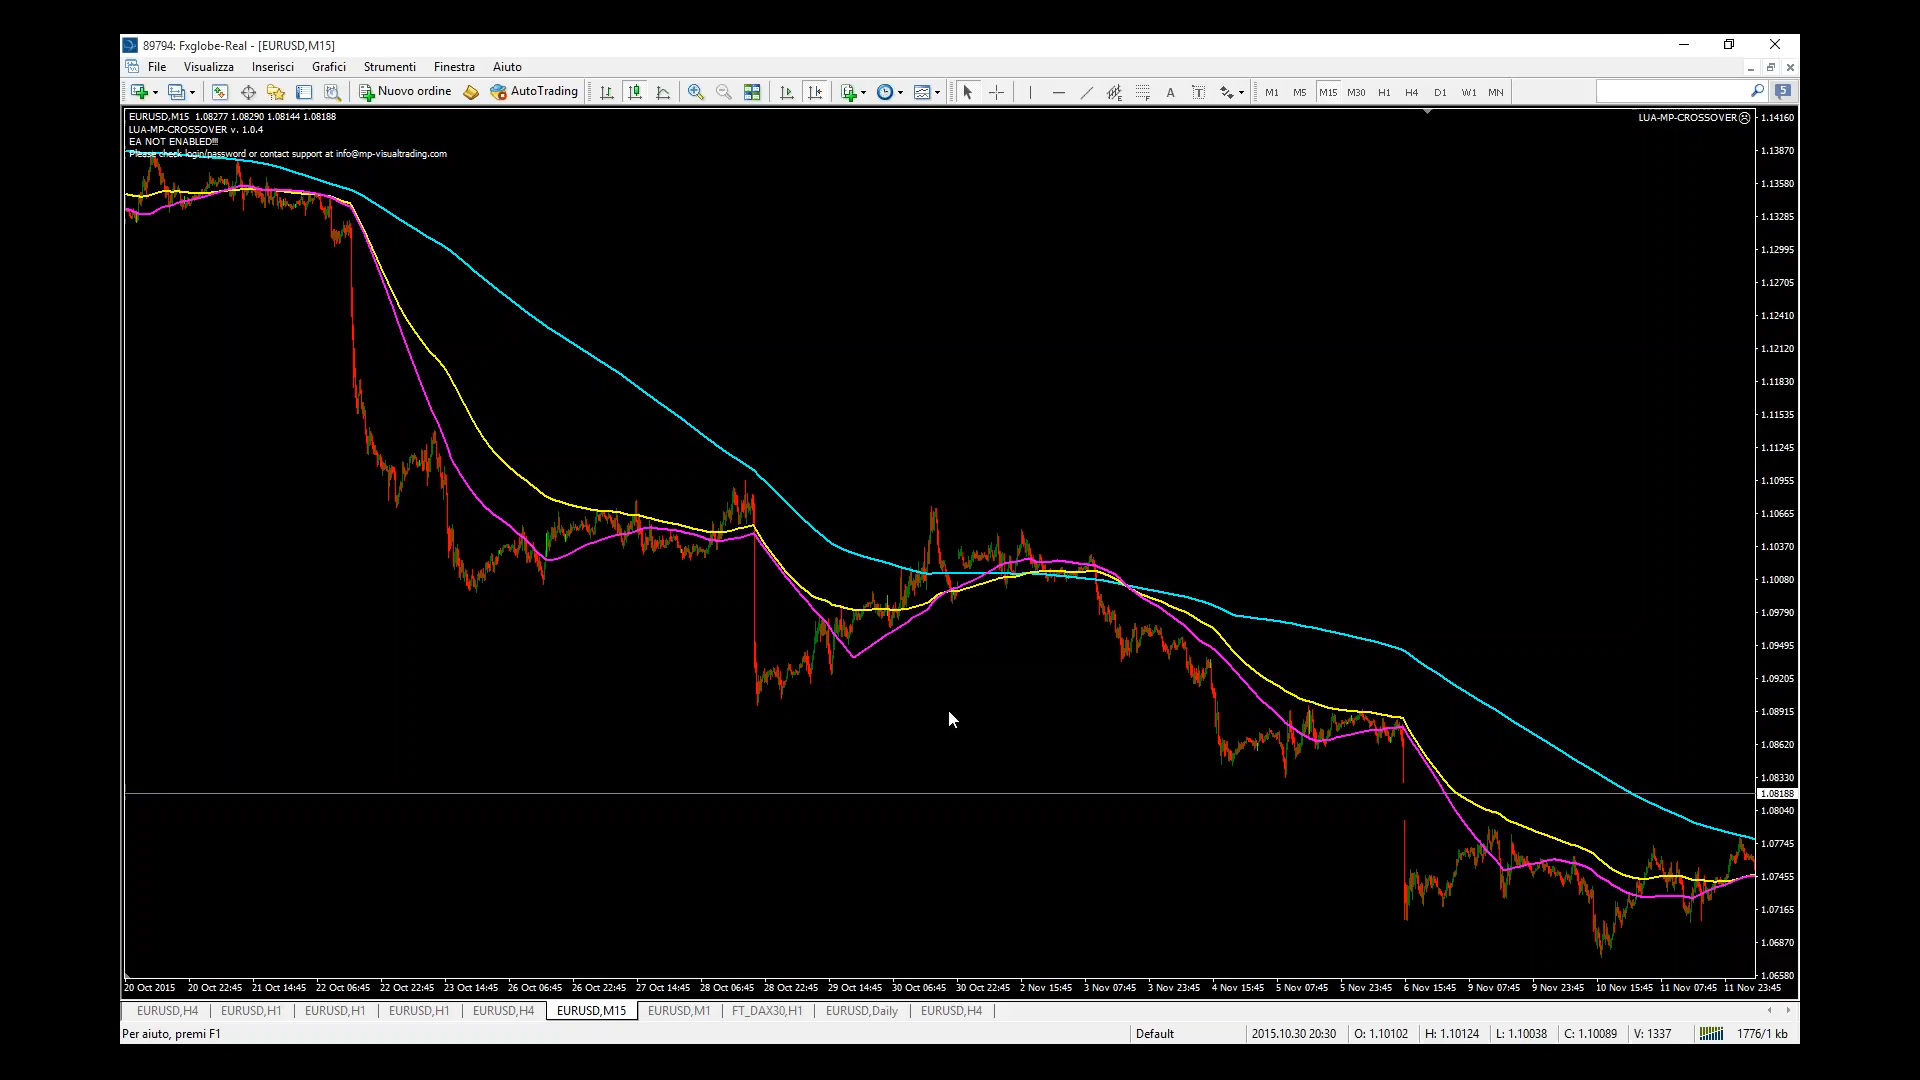 89794: Fxglobe-Real - [EURUSD,M15]
File Visualizza Inserisci Grafici Strumenti Finestra Aiuto
Nuovo ordine AutoTrading A T M1 M5 M15 M30 H1 H4 D1 W1 MN 5
EURUSD,M15 1.08277 1.08290 1.08144 1.08188
LUA-MP-CROSSOVER v. 1.0.4
EA NOT ENABLED!!!
Please check login/password or contact support at info@mp-visualtrading.com
LUA-MP-CROSSOVER
1.14160
1.13870
1.13580
1.13285
1.12995
1.12705
1.12410
1.12120
1.11830
1.11535
1.11245
1.10955
1.10665
1.10370
1.10080
1.09790
1.09495
1.09205
1.08915
1.08620
1.08330
1.08188
1.08040
1.07745
1.07455
1.07165
1.06870
1.06580
20 Oct 2015 20 Oct 22:45 21 Oct 14:45 22 Oct 06:45 22 Oct 22:45 23 Oct 14:45 26 Oct 06:45 26 Oct 22:45 27 Oct 14:45 28 Oct 06:45 28 Oct 22:45 29 Oct 14:45 30 Oct 06:45 30 Oct 22:45 2 Nov 15:45 3 Nov 07:45 3 Nov 23:45 4 Nov 15:45 5 Nov 07:45 5 Nov 23:45 6 Nov 15:45 9 Nov 07:45 9 Nov 23:45 10 Nov 15:45 11 Nov 07:45 11 Nov 23:45
EURUSD,H4 EURUSD,H1 EURUSD,H1 EURUSD,H1 EURUSD,H4 EURUSD,M15 EURUSD,M1 FT_DAX30,H1 EURUSD,Daily EURUSD,H4
Per aiuto, premi F1 Default 2015.10.30 20:30 O: 1.10102 H: 1.10124 L: 1.10038 C: 1.10089 V: 1337 1776/1 kb